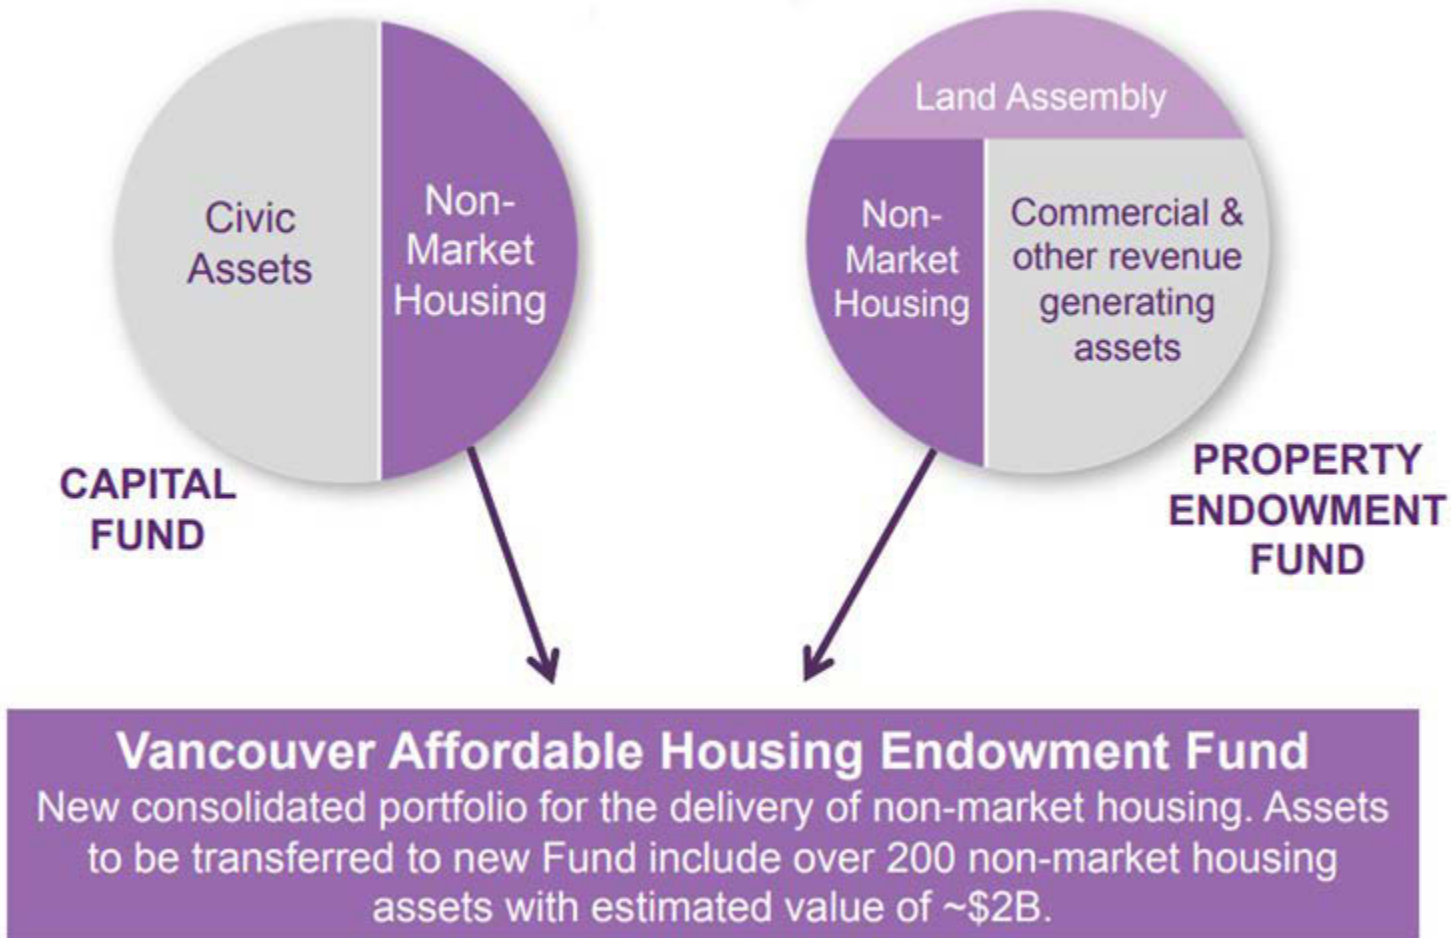 Civic
Assets
Non-
Market
Housing
CAPITAL
FUND
Land Assembly
Non-
Market
Housing
Commercial &
other revenue
generating
assets
PROPERTY
ENDOWMENT
FUND
Vancouver Affordable Housing Endowment Fund
New consolidated portfolio for the delivery of non-market housing. Assets
to be transferred to new Fund include over 200 non-market housing
assets with estimated value of ~$2B.